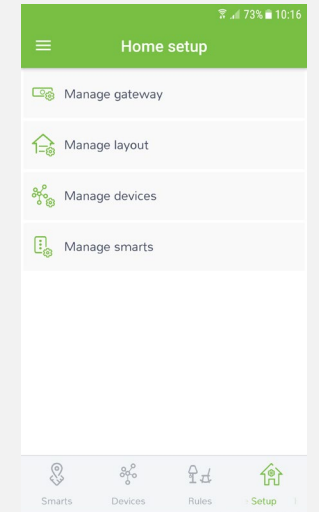 73% 10:16
Home setup
Manage gateway
Manage layout
Manage devices
Manage smarts
Smarts Devices Rules Setup